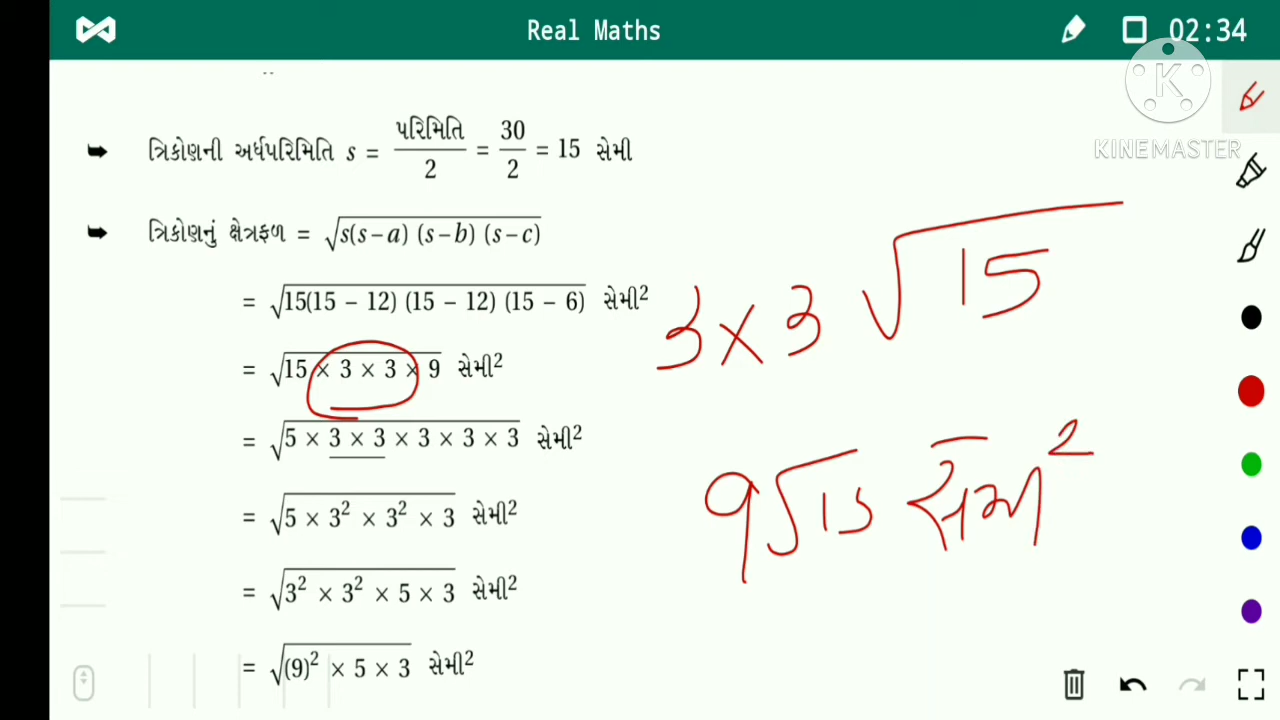 Real Maths
02:34
K
KINEMASTER
➥ ત્રિકોણની અર્ધપરિમિતિ s = પરિમિતિ/2 = 30/2 = 15 સેમી
➥ ત્રિકોણનું ક્ષેત્રફળ = √s(s–a) (s–b) (s–c)
= √15(15 – 12) (15 – 12) (15 – 6) સેમી²
= √15 × 3 × 3 × 9 સેમી²
= √5 × 3 × 3 × 3 × 3 × 3 સેમી²
= √5 × 3² × 3² × 3 સેમી²
= √3² × 3² × 5 × 3 સેમી²
= √(9)² × 5 × 3 સેમી²
3 × 3 √15
9√15 સેમી²